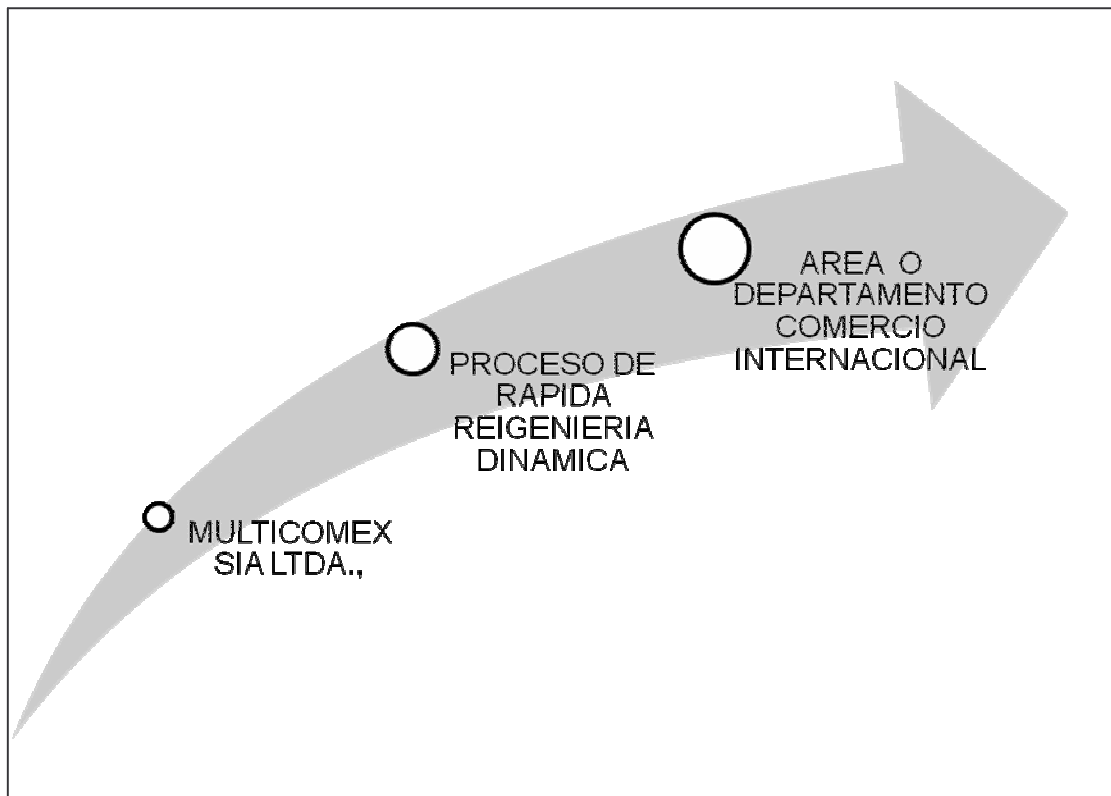 AREA O
DEPARTAMENTO
COMERCIO
INTERNACIONAL
PROCESO DE
RAPIDA
REIGENIERIA
DINAMICA
MULTICOMEX
SIA LTDA.,